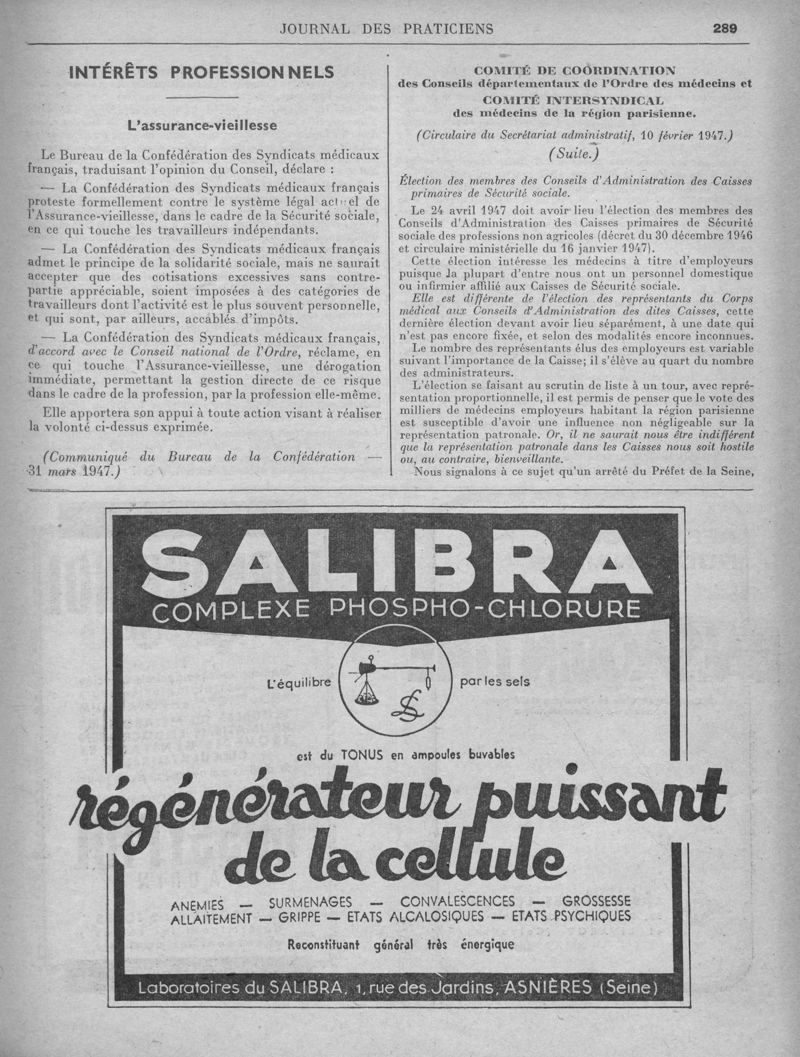 JOURNAL DES PRATICIENS
289
INTÉRÊTS PROFESSIONNELS
L'assurance-vieillesse
Le Bureau de la Confédération des Syndicats médicaux
français, traduisant l'opinion du Conseil, déclare :
— La Confédération des Syndicats médicaux français
proteste formellement contre le système légal actuel de
l'Assurance-vieillesse, dans le cadre de la Sécurité sociale,
en ce qui touche les travailleurs indépendants.
— La Confédération des Syndicats médicaux français
admet le principe de la solidarité sociale, mais ne saurait
accepter que des cotisations excessives sans contre-
partie appréciable, soient imposées à des catégories de
travailleurs dont l'activité est le plus souvent personnelle,
et qui sont, par ailleurs, accablés d'impôts.
— La Confédération des Syndicats médicaux français,
d'accord avec le Conseil national de l'Ordre, réclame, en
ce qui touche l'Assurance-vieillesse, une dérogation
immédiate, permettant la gestion directe de ce risque
dans le cadre de la profession, par la profession elle-même.
Elle apportera son appui à toute action visant à réaliser
la volonté ci-dessus exprimée.
(Communiqué du Bureau de la Confédération —
31 mars 1947.)
COMITÉ DE COORDINATION
des Conseils départementaux de l'Ordre des médecins et
COMITÉ INTERSYNDICAL
des médecins de la région parisienne.
(Circulaire du Secrétariat administratif, 10 février 1947.)
(Suite.)
Élection des membres des Conseils d'Administration des Caisses
primaires de Sécurité sociale.
Le 24 avril 1947 doit avoir lieu l'élection des membres des
Conseils d'Administration des Caisses primaires de Sécurité
sociale des professions non agricoles (décret du 30 décembre 1946
et circulaire ministérielle du 16 janvier 1947).
Cette élection intéresse les médecins à titre d'employeurs
puisque la plupart d'entre nous ont un personnel domestique
ou infirmier affilié aux Caisses de Sécurité sociale.
Elle est différente de l'élection des représentants du Corps
médical aux Conseils d'Administration des dites Caisses, cette
dernière élection devant avoir lieu séparément, à une date qui
n'est pas encore fixée, et selon des modalités encore inconnues.
Le nombre des représentants élus des employeurs est variable
suivant l'importance de la Caisse; il s'élève au quart du nombre
des administrateurs.
L'élection se faisant au scrutin de liste à un tour, avec repré-
sentation proportionnelle, il est permis de penser que le vote des
milliers de médecins employeurs habitant la région parisienne
est susceptible d'avoir une influence non négligeable sur la
représentation patronale. Or, il ne saurait nous être indifférent
que la représentation patronale dans les Caisses nous soit hostile
ou, au contraire, bienveillante.
Nous signalons à ce sujet qu'un arrêté du Préfet de la Seine,
SALIBRA
COMPLEXE PHOSPHO-CHLORURE
L'équilibre par les sels
LS
est du TONUS en ampoules buvables
régénérateur puissant
de la cellule
ANEMIES — SURMENAGES — CONVALESCENCES — GROSSESSE
ALLAITEMENT — GRIPPE — ETATS ALCALOSIQUES — ETATS PSYCHIQUES
Reconstituant général très énergique
Laboratoires du SALIBRA, 1, rue des Jardins, ASNIÈRES (Seine)